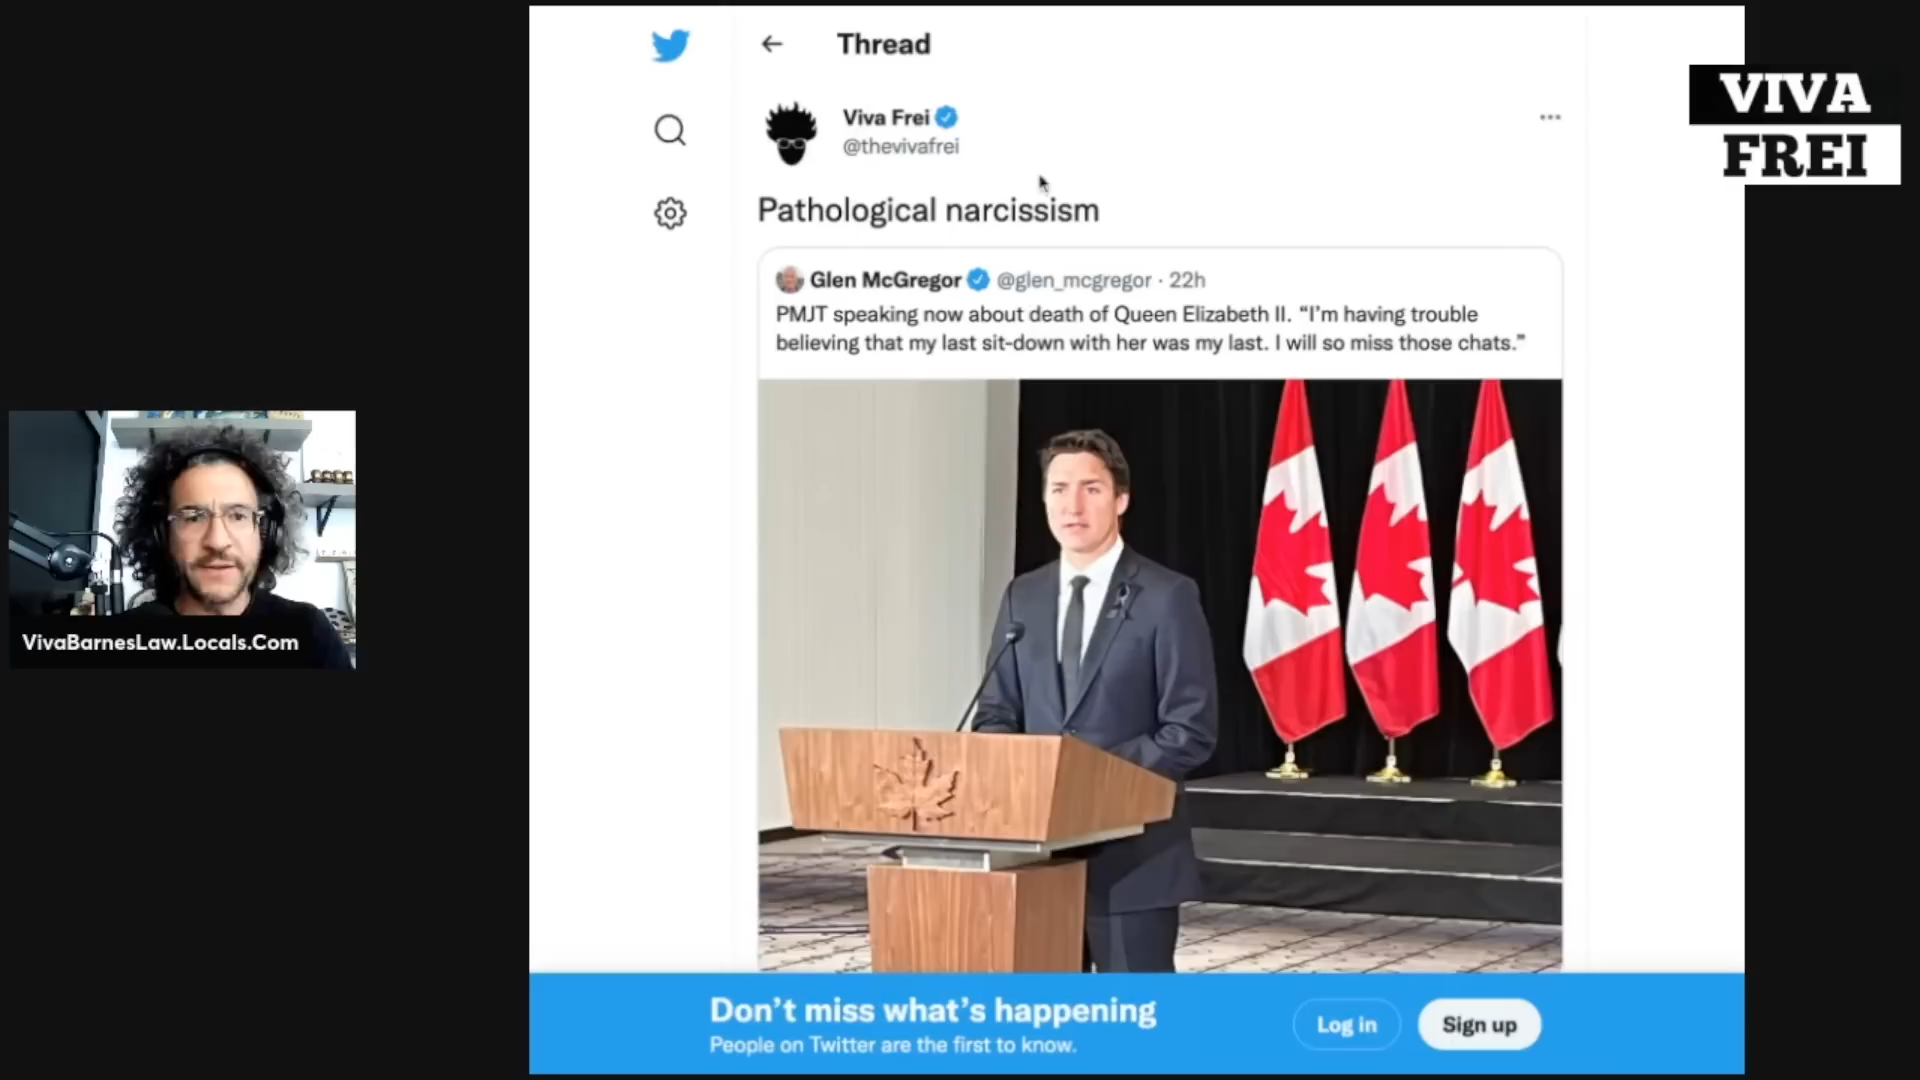 Thread
Viva Frei
@thevivafrei
Pathological narcissism
Glen McGregor @glen_mcgregor · 22h
PMJT speaking now about death of Queen Elizabeth II. “I’m having trouble
believing that my last sit-down with her was my last. I will so miss those chats.”
VIVA
FREI
VivaBarnesLaw.Locals.Com
Don’t miss what’s happening
People on Twitter are the first to know.
Log in
Sign up